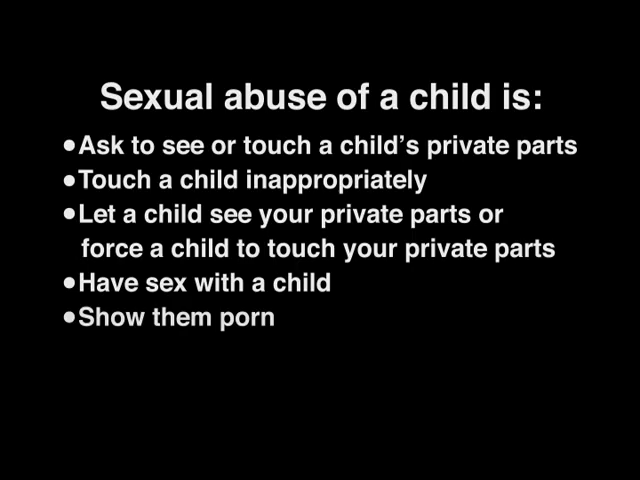 Sexual abuse of a child is:
•Ask to see or touch a child's private parts
•Touch a child inappropriately
•Let a child see your private parts or
force a child to touch your private parts
•Have sex with a child
•Show them porn